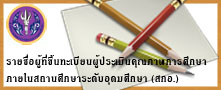 รายชื่อผู้ที่ขึ้นทะเบียนผู้ประเมินคุณภาพการศึกษา
ภายในสถานศึกษาระดับอุดมศึกษา (สกอ.)